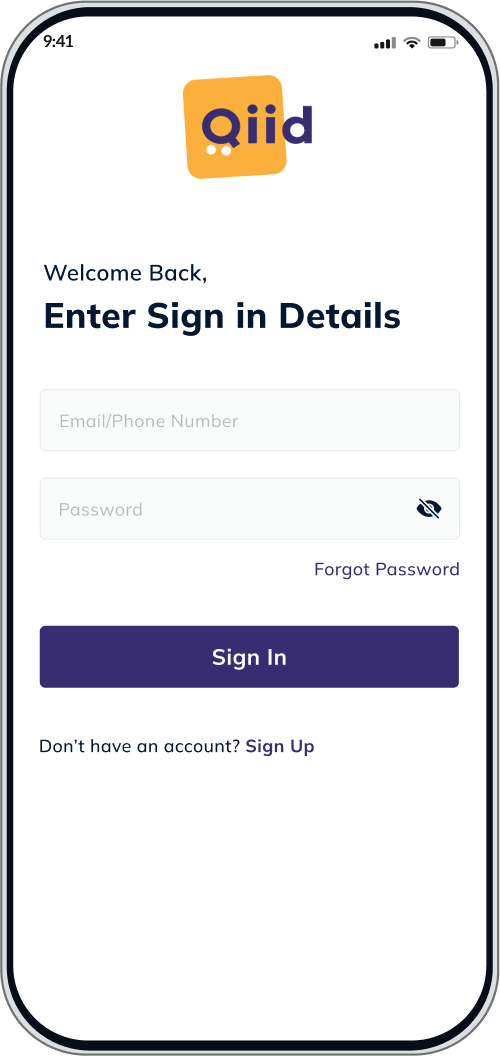 9:41
Qiid
Welcome Back,
Enter Sign in Details
Email/Phone Number
Password
Forgot Password
Sign In
Don’t have an account? Sign Up